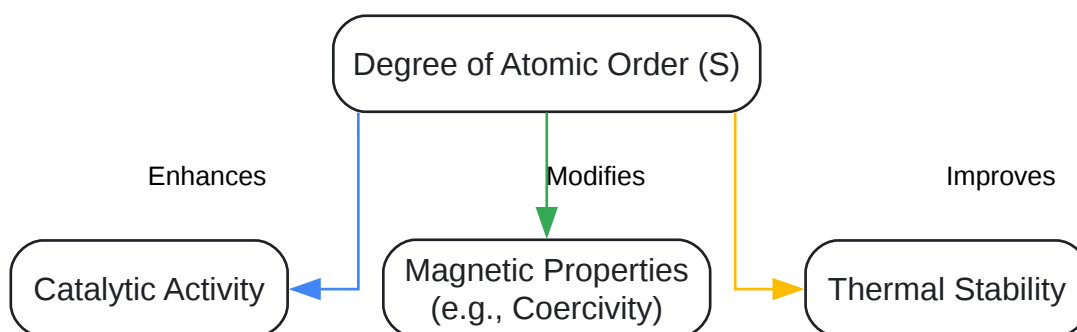 Degree of Atomic Order (S)
Enhances
Modifies
Improves
Catalytic Activity
Magnetic Properties
(e.g., Coercivity)
Thermal Stability